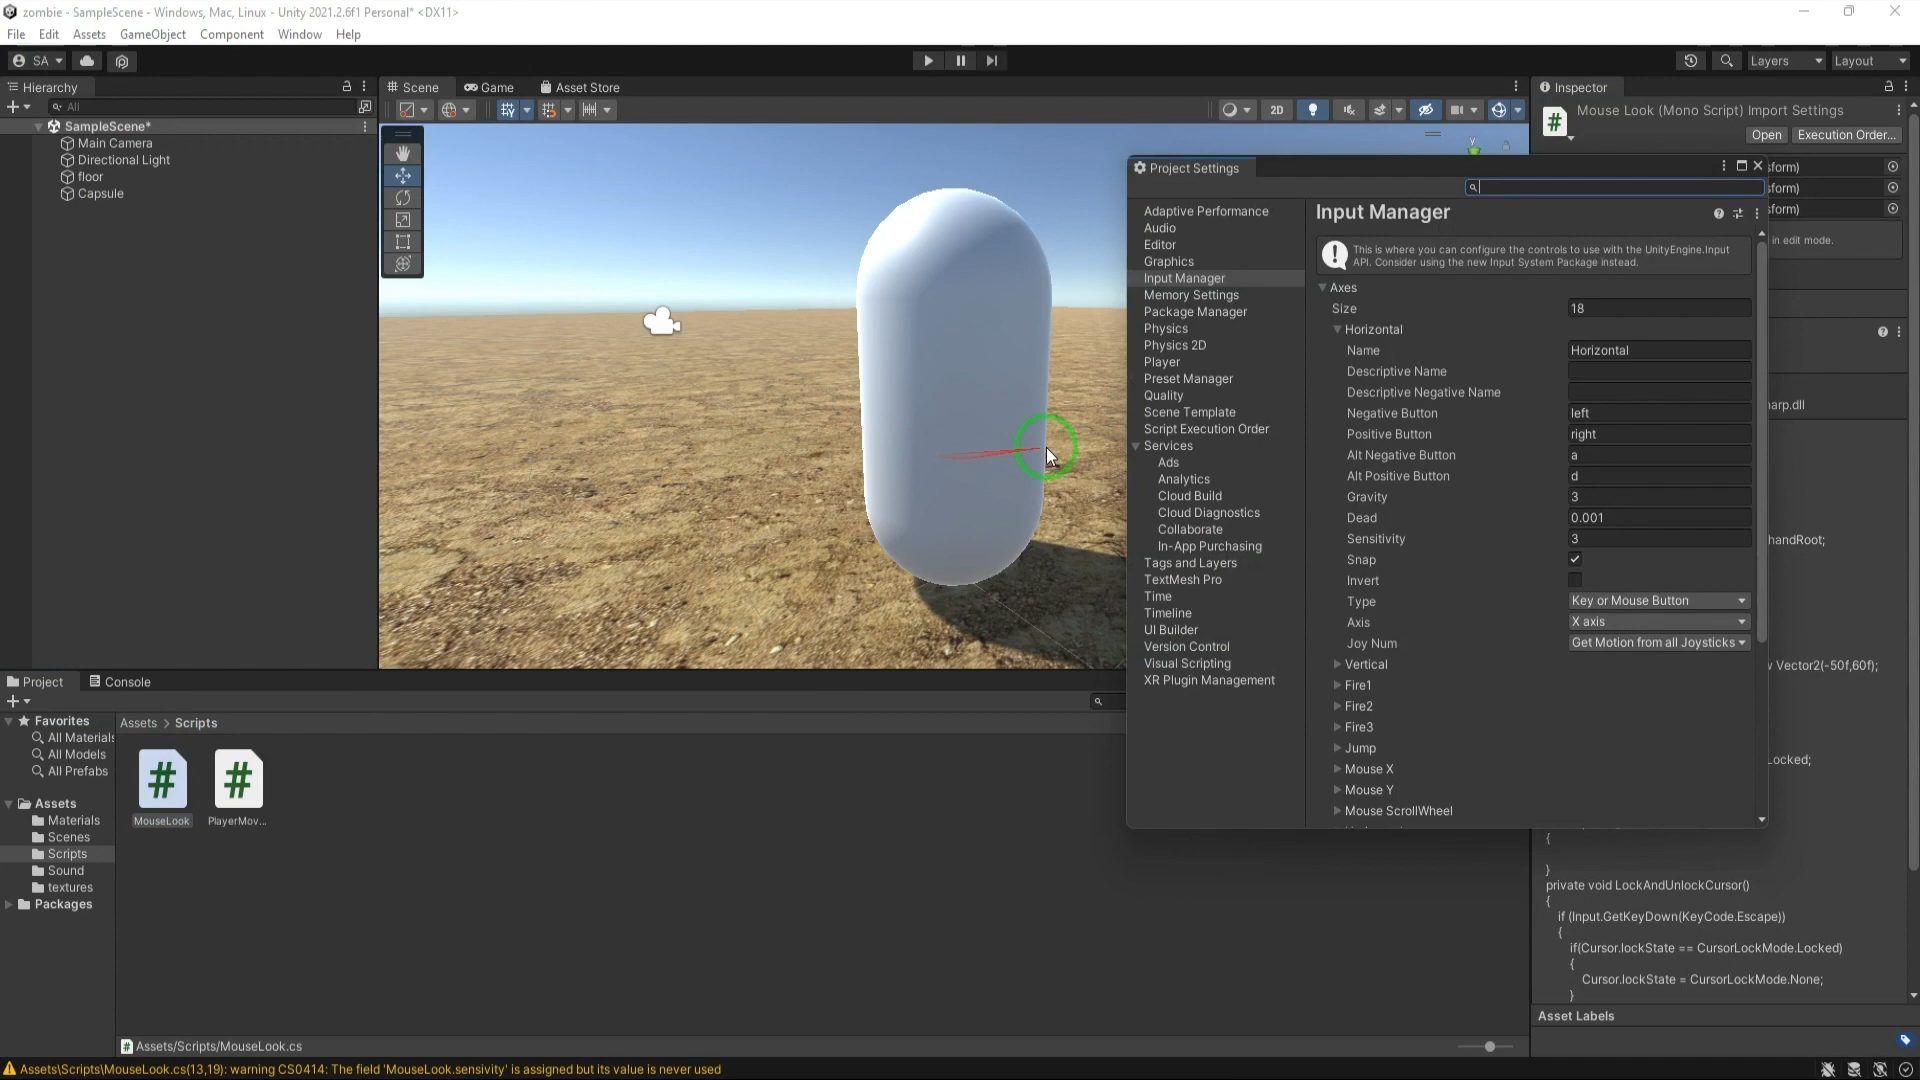 zombie - SampleScene - Windows, Mac, Linux - Unity 2021.2.6f1 Personal* <DX11>
File Edit Assets GameObject Component Window Help
SA
Layers
Layout
Hierarchy
All
SampleScene*
Main Camera
Directional Light
floor
Capsule
Scene
Game
Asset Store
2D
y
Inspector
Mouse Look (Mono Script) Import Settings
Open
Execution Order...
sform)
sform)
sform)
in edit mode.
arp.dll
handRoot;
v Vector2(-50f,60f);
.ocked;
{
}
private void LockAndUnlockCursor()
{
if (Input.GetKeyDown(KeyCode.Escape))
{
if(Cursor.lockState == CursorLockMode.Locked)
{
Cursor.lockState = CursorLockMode.None;
}
Asset Labels
Project Settings
Adaptive Performance
Audio
Editor
Graphics
Input Manager
Memory Settings
Package Manager
Physics
Physics 2D
Player
Preset Manager
Quality
Scene Template
Script Execution Order
Services
Ads
Analytics
Cloud Build
Cloud Diagnostics
Collaborate
In-App Purchasing
Tags and Layers
TextMesh Pro
Time
Timeline
UI Builder
Version Control
Visual Scripting
XR Plugin Management
Input Manager
This is where you can configure the controls to use with the UnityEngine.Input
API. Consider using the new Input System Package instead.
Axes
Size 18
Horizontal
Name Horizontal
Descriptive Name
Descriptive Negative Name
Negative Button left
Positive Button right
Alt Negative Button a
Alt Positive Button d
Gravity 3
Dead 0.001
Sensitivity 3
Snap
Invert
Type Key or Mouse Button
Axis X axis
Joy Num Get Motion from all Joysticks
Vertical
Fire1
Fire2
Fire3
Jump
Mouse X
Mouse Y
Mouse ScrollWheel
Project
Console
Favorites
All Materials
All Models
All Prefabs
Assets
Materials
Scenes
Scripts
Sound
textures
Packages
Assets > Scripts
#
MouseLook
#
PlayerMov...
Assets/Scripts/MouseLook.cs
Assets\Scripts\MouseLook.cs(13,19): warning CS0414: The field 'MouseLook.sensivity' is assigned but its value is never used